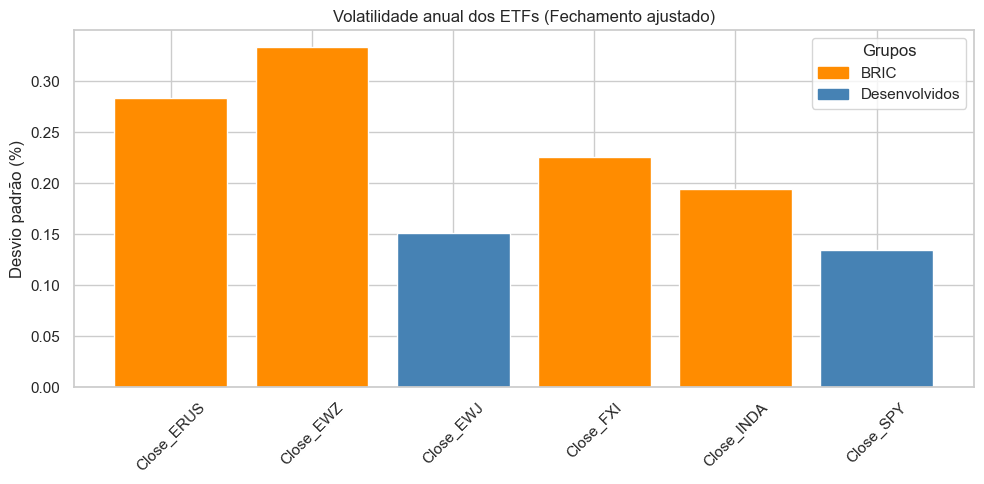 Volatilidade anual dos ETFs (Fechamento ajustado)
Grupos
BRIC
Desenvolvidos
Desvio padrão (%)
0.30
0.25
0.20
0.15
0.10
0.05
0.00
Close_ERUS
Close_EWZ
Close_EWJ
Close_FXI
Close_INDA
Close_SPY